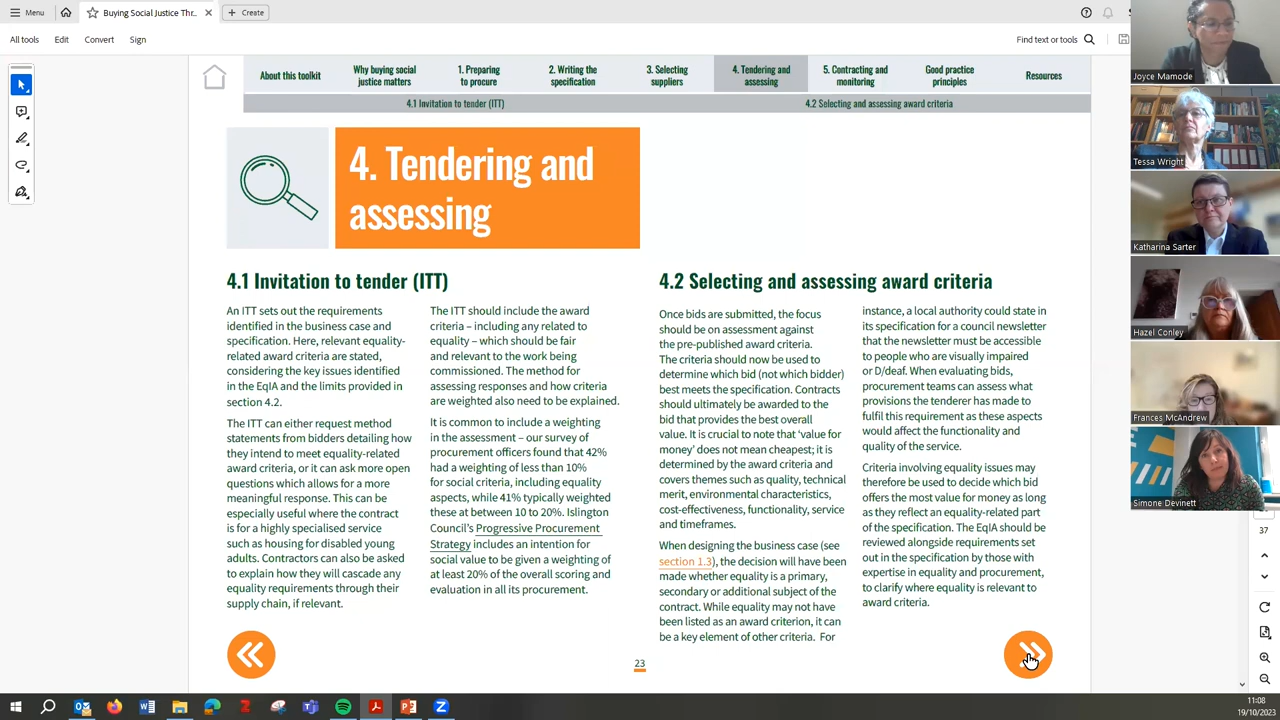 Menu
Buying Social Justice Thr...
Create
All tools
Edit
Convert
Sign
Find text or tools
About this toolkit
Why buying social
justice matters
1. Preparing
to procure
2. Writing the
specification
3. Selecting
suppliers
4. Tendering and
assessing
5. Contracting and
monitoring
Good practice
principles
Resources
4.1 Invitation to tender (ITT)
4.2 Selecting and assessing award criteria
4. Tendering and
assessing
4.1 Invitation to tender (ITT)
An ITT sets out the requirements
identified in the business case and
specification. Here, relevant equality-
related award criteria are stated,
considering the key issues identified
in the EqIA and the limits provided in
section 4.2.
The ITT can either request method
statements from bidders detailing how
they intend to meet equality-related
award criteria, or it can ask more open
questions which allows for a more
meaningful response. This can be
especially useful where the contract
is for a highly specialised service
such as housing for disabled young
adults. Contractors can also be asked
to explain how they will cascade any
equality requirements through their
supply chain, if relevant.
The ITT should include the award
criteria – including any related to
equality – which should be fair
and relevant to the work being
commissioned. The method for
assessing responses and how criteria
are weighted also need to be explained.
It is common to include a weighting
in the assessment – our survey of
procurement officers found that 42%
had a weighting of less than 10%
for social criteria, including equality
aspects, while 41% typically weighted
these at between 10 to 20%. Islington
Council's Progressive Procurement
Strategy includes an intention for
social value to be given a weighting of
at least 20% of the overall scoring and
evaluation in all its procurement.
4.2 Selecting and assessing award criteria
Once bids are submitted, the focus
should be on assessment against
the pre-published award criteria.
The criteria should now be used to
determine which bid (not which bidder)
best meets the specification. Contracts
should ultimately be awarded to the
bid that provides the best overall
value. It is crucial to note that 'value for
money' does not mean cheapest; it is
determined by the award criteria and
covers themes such as quality, technical
merit, environmental characteristics,
cost-effectiveness, functionality, service
and timeframes.
When designing the business case (see
section 1.3), the decision will have been
made whether equality is a primary,
secondary or additional subject of the
contract. While equality may not have
been listed as an award criterion, it can
be a key element of other criteria. For
instance, a local authority could state in
its specification for a council newsletter
that the newsletter must be accessible
to people who are visually impaired
or D/deaf. When evaluating bids,
procurement teams can assess what
provisions the tenderer has made to
fulfil this requirement as these aspects
would affect the functionality and
quality of the service.
Criteria involving equality issues may
therefore be used to decide which bid
offers the most value for money as long
as they reflect an equality-related part
of the specification. The EqIA should be
reviewed alongside requirements set
out in the specification by those with
expertise in equality and procurement,
to clarify where equality is relevant to
award criteria.
23
Joyce Mamode
Tessa Wright
Katharina Sarter
Hazel Conley
Frances McAndrew
Simone Devinett
37
11:08
19/10/2023